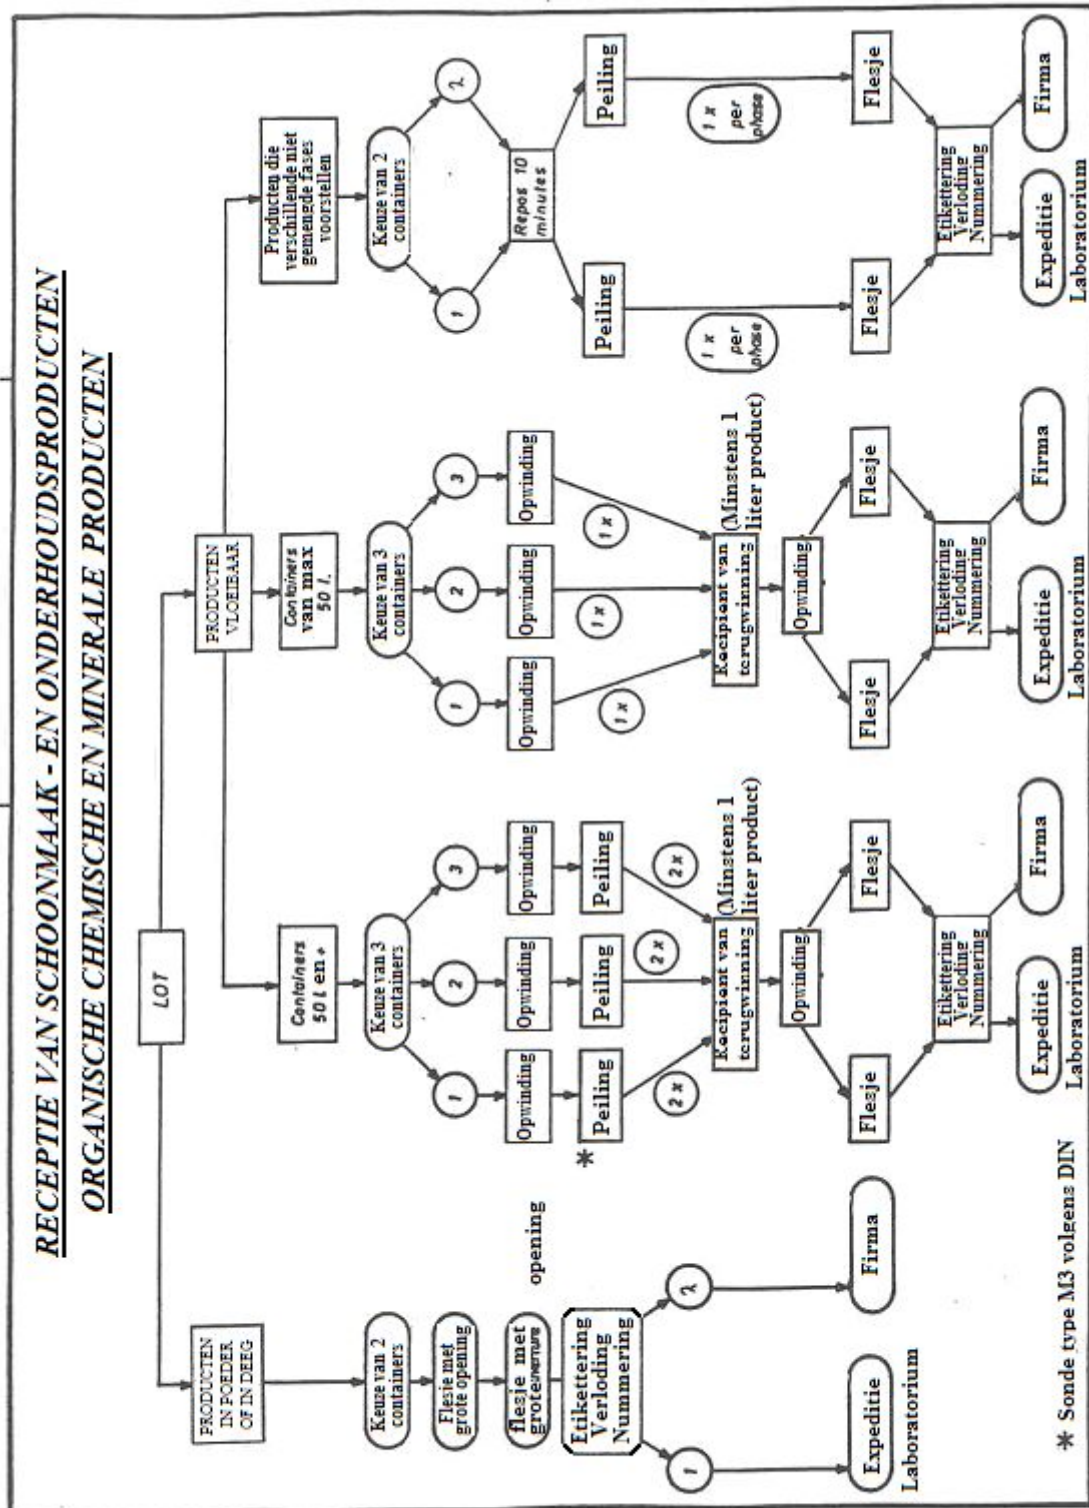 RECEPTIE VAN SCHOONMAAK - EN ONDERHOUDSPRODUCTEN
ORGANISCHE CHEMISCHE EN MINERALE PRODUCTEN
LOT
PRODUCTEN
IN POEDER
OF IN DEEG
Keuze van 2
containers
Flesje met
grote opening
flesje met
grote
opening
Etikettering
Verloding
Nummering
1
2
Expeditie
Laboratorium
Firma
PRODUCTEN
VLOEIBAAR
Containers
50 l en +
Keuze van 3
containers
1
2
3
Opwinding
Opwinding
Opwinding
* Peiling
Peiling
Peiling
2 x
2 x
2 x
Recipient van
terugwinning
(Minstens 1
liter product)
Opwinding
Flesje
Flesje
Etikettering
Verloding
Nummering
Expeditie
Laboratorium
Firma
Containers
van max
50 l.
Keuze van 3
containers
1
2
3
Opwinding
Opwinding
Opwinding
1 x
1 x
1 x
Recipient van
terugwinning
(Minstens 1
liter product)
Opwinding
Flesje
Flesje
Etikettering
Verloding
Nummering
Expeditie
Laboratorium
Firma
Producten die
verschillende niet
gemengde fases
voorstellen
Keuze van 2
containers
1
2
Repos 10
minutes
Peiling
Peiling
1 x
per
phase
1 x
per
phase
Flesje
Flesje
Etikettering
Verloding
Nummering
Expeditie
Laboratorium
Firma
* Sonde type M3 volgens DIN